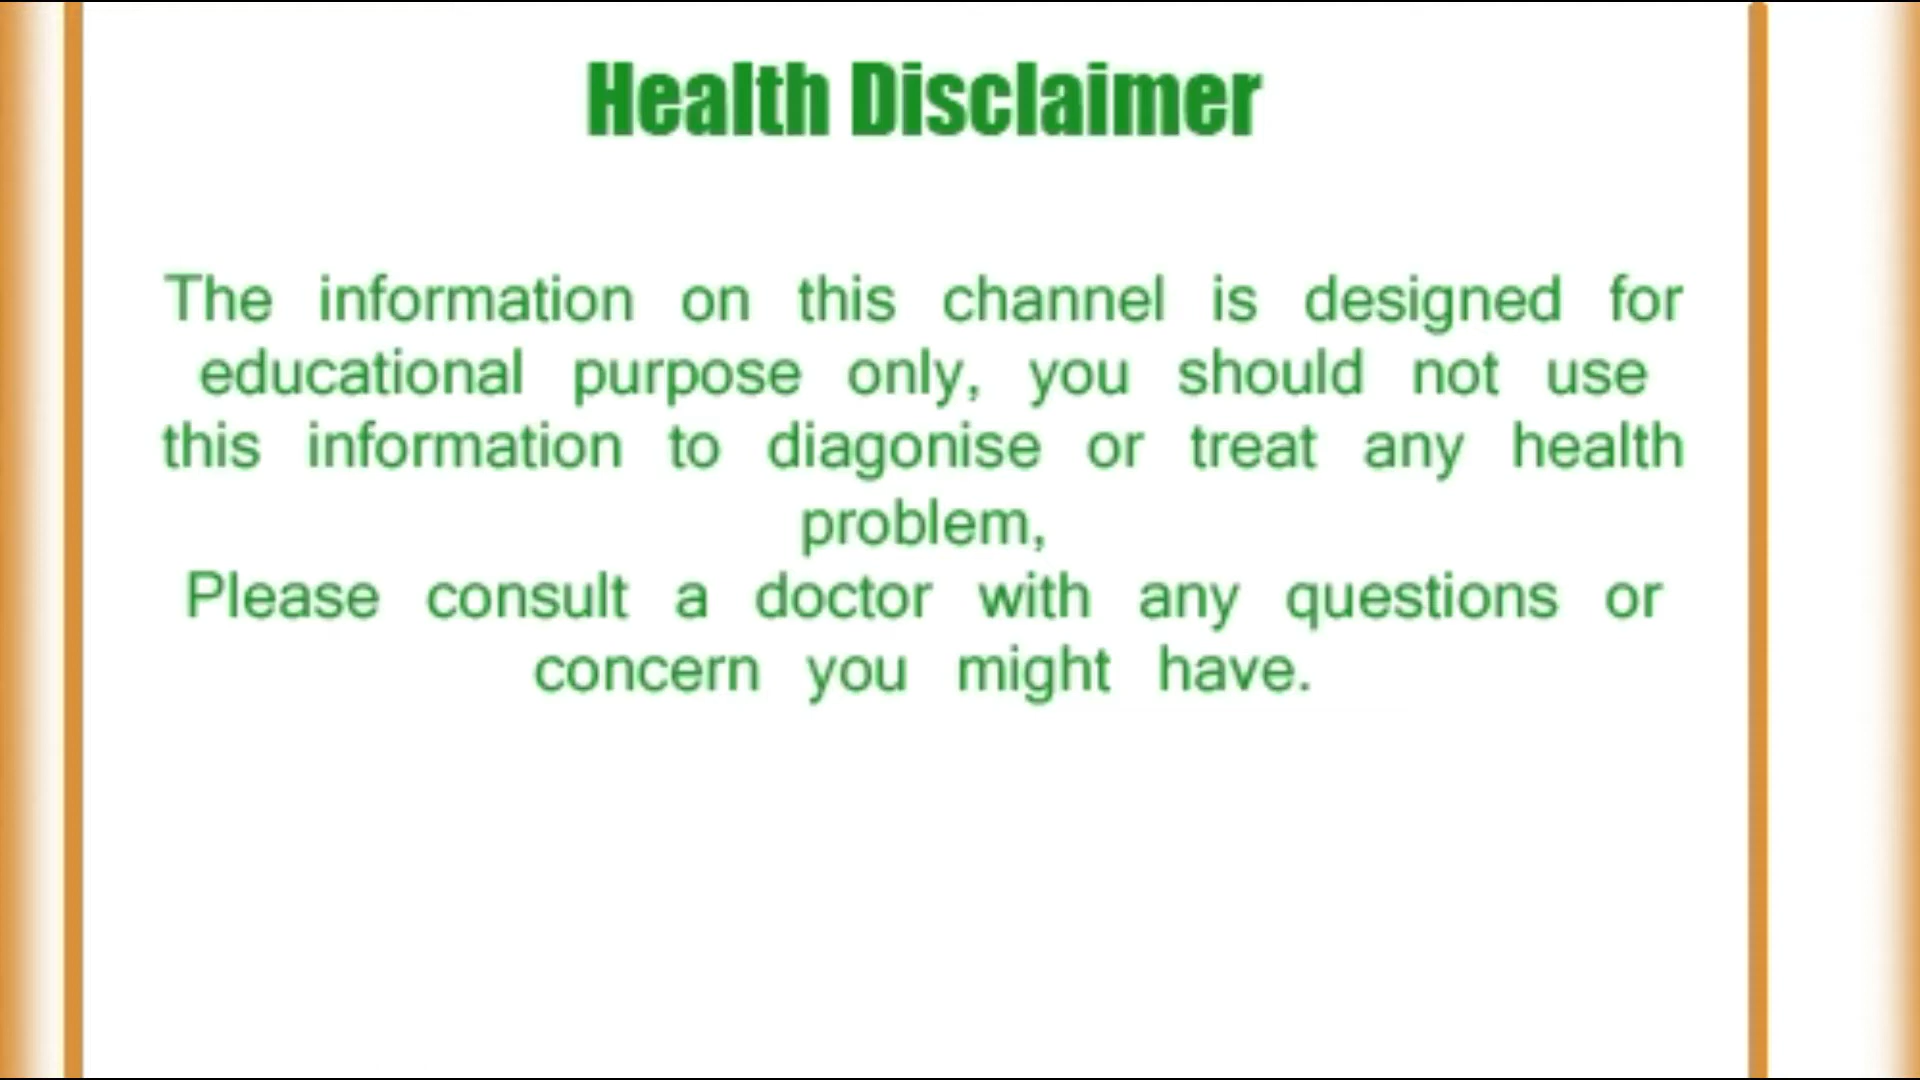 Health Disclaimer
The information on this channel is designed for
educational purpose only, you should not use
this information to diagonise or treat any health
problem,
Please consult a doctor with any questions or
concern you might have.